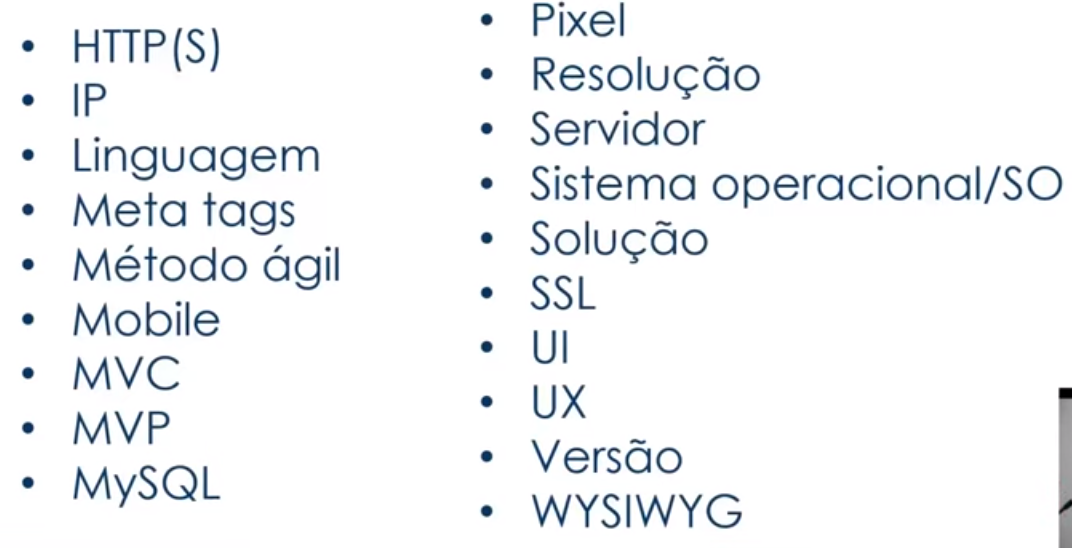 • HTTP(S)
• IP
• Linguagem
• Meta tags
• Método ágil
• Mobile
• MVC
• MVP
• MySQL
• Pixel
• Resolução
• Servidor
• Sistema operacional/SO
• Solução
• SSL
• UI
• UX
• Versão
• WYSIWYG